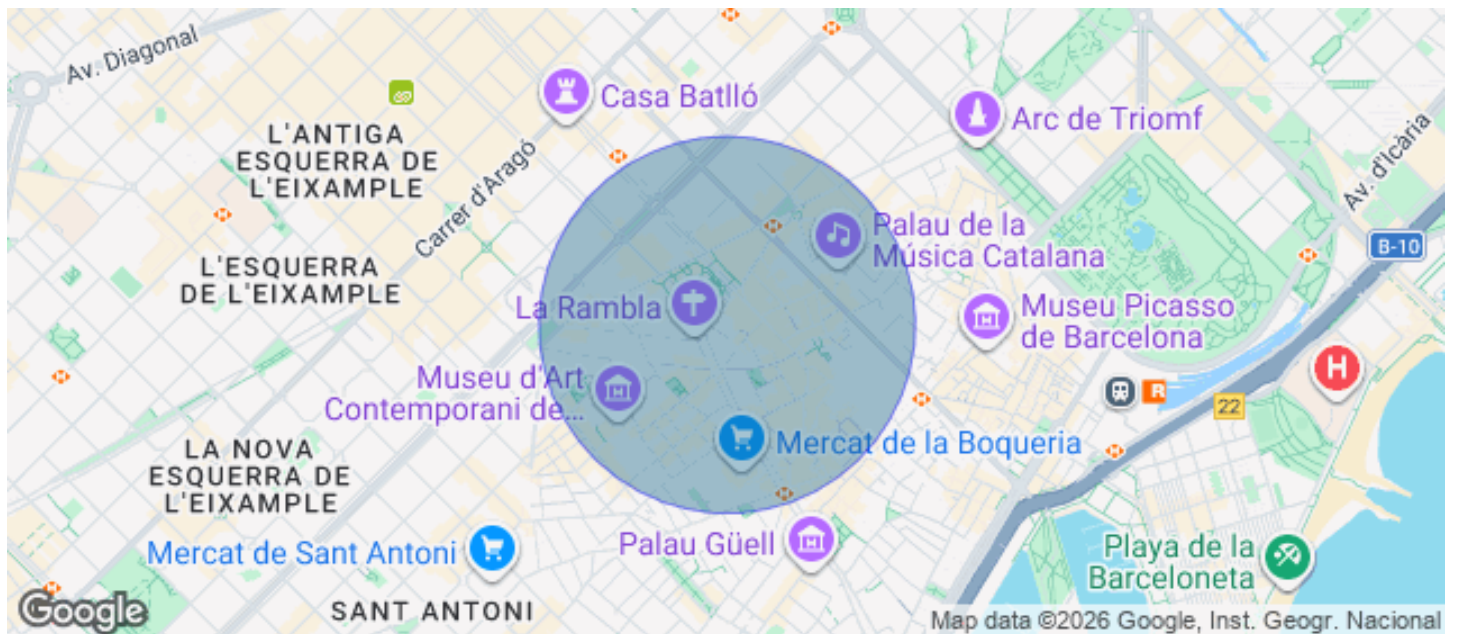 Av. Diagonal
Casa Batlló
Arc de Triomf
L'ANTIGA
ESQUERRA DE
L'EIXAMPLE
Carrer d'Aragó
Av. d'Icària
Palau de la
Música Catalana
B-10
L'ESQUERRA
DE L'EIXAMPLE
La Rambla
Museu Picasso
de Barcelona
Museu d'Art
Contemporani de...
H
R
22
LA NOVA
ESQUERRA DE
L'EIXAMPLE
Mercat de la Boqueria
Mercat de Sant Antoni
Palau Güell
Playa de la
Barceloneta
SANT ANTONI
Google
Map data ©2026 Google, Inst. Geogr. Nacional